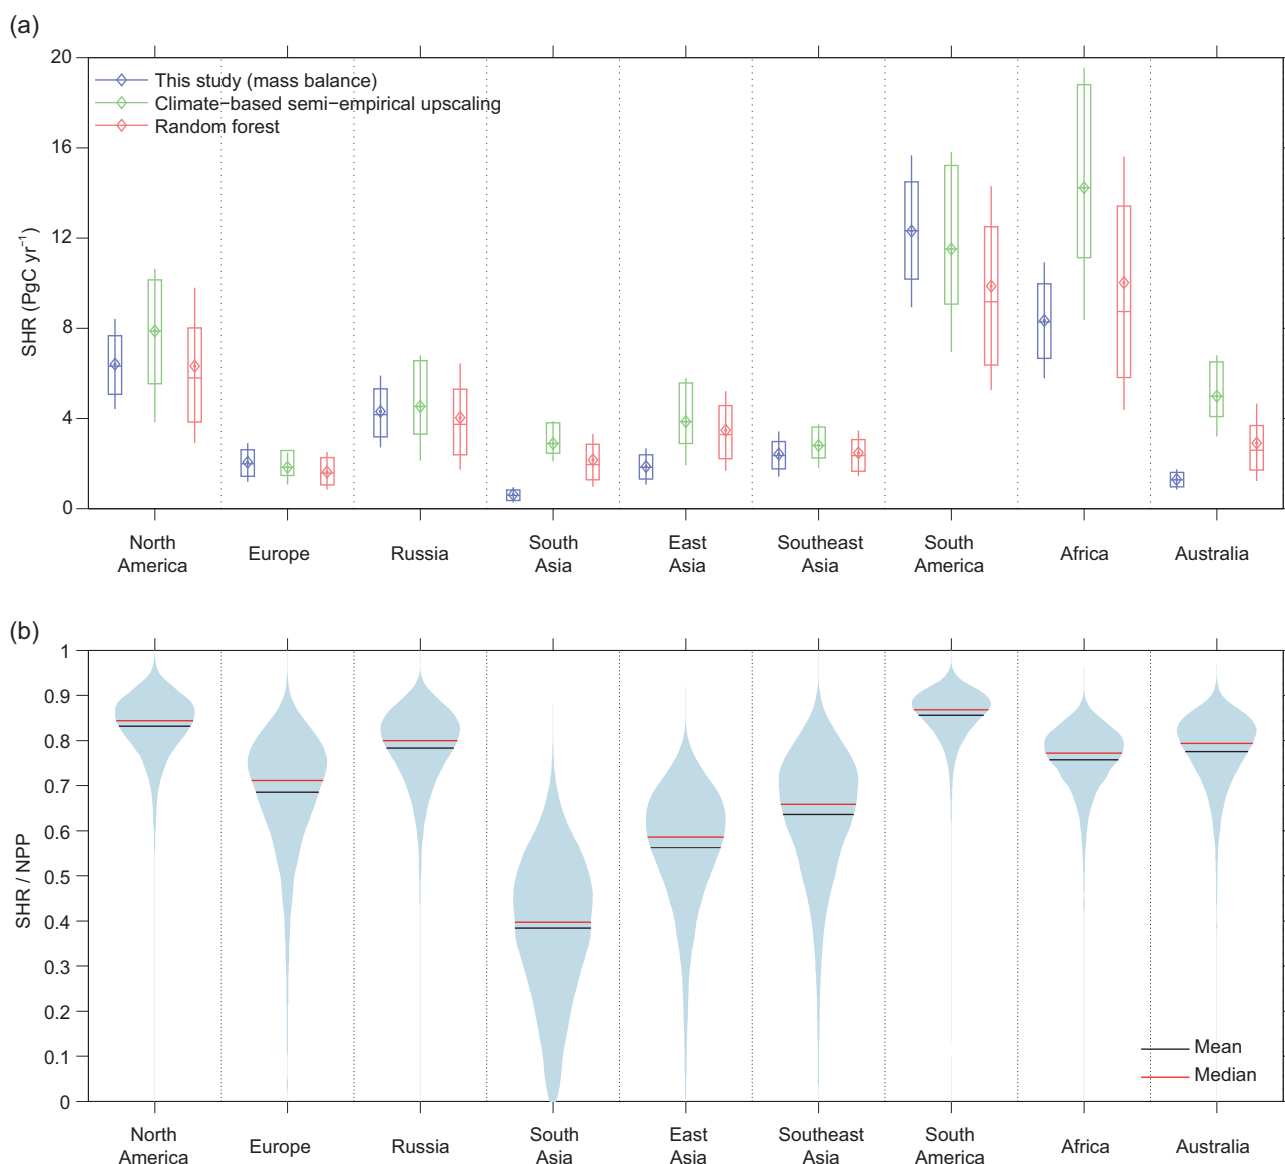 (a)
20
16
12
8
4
0
SHR (PgC yr⁻¹)
This study (mass balance)
Climate−based semi−empirical upscaling
Random forest
North
America
Europe
Russia
South
Asia
East
Asia
Southeast
Asia
South
America
Africa
Australia
(b)
1
0.9
0.8
0.7
0.6
0.5
0.4
0.3
0.2
0.1
0
SHR / NPP
Mean
Median
North
America
Europe
Russia
South
Asia
East
Asia
Southeast
Asia
South
America
Africa
Australia